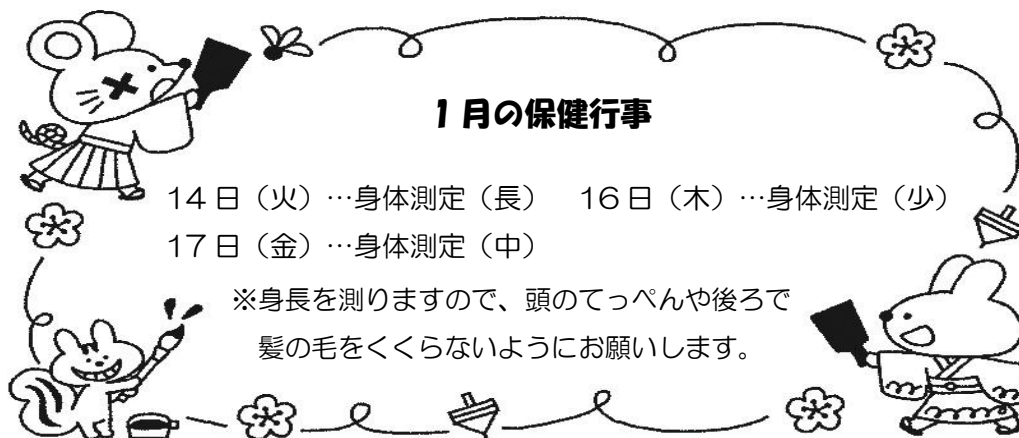 1月の保健行事
14日（火）…身体測定（長）　16日（木）…身体測定（少）
17日（金）…身体測定（中）
※身長を測りますので、頭のてっぺんや後ろで
髪の毛をくくらないようにお願いします。